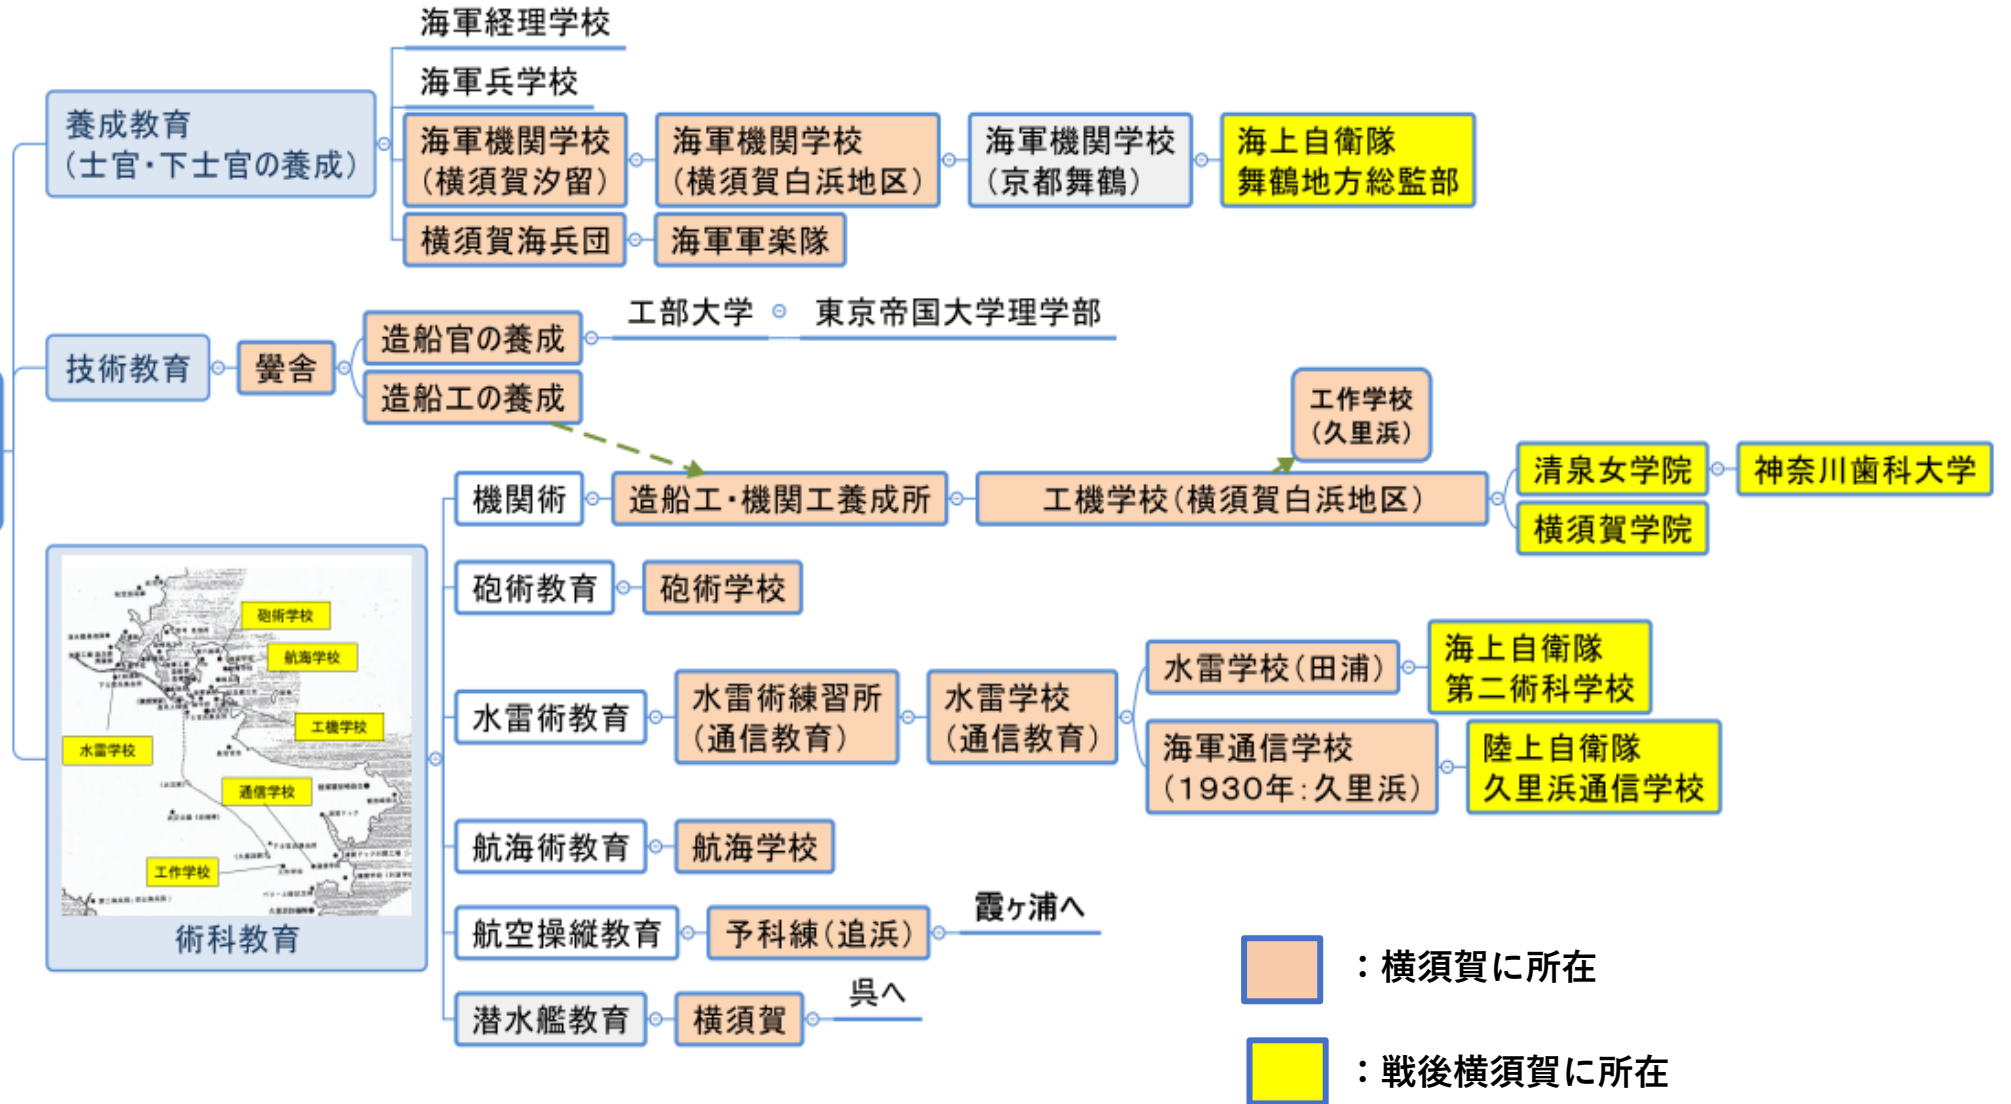 海軍経理学校
海軍兵学校
養成教育
(士官・下士官の養成)
海軍機関学校
(横須賀汐留)
海軍機関学校
(横須賀白浜地区)
海軍機関学校
(京都舞鶴)
海上自衛隊
舞鶴地方総監部
横須賀海兵団
海軍軍楽隊
技術教育
黌舎
造船官の養成
工部大学
東京帝国大学理学部
造船工の養成
工作学校
(久里浜)
機関術
造船工・機関工養成所
工機学校(横須賀白浜地区)
清泉女学院
神奈川歯科大学
横須賀学院
砲術教育
砲術学校
水雷術教育
水雷術練習所
(通信教育)
水雷学校
(通信教育)
水雷学校(田浦)
海上自衛隊
第二術科学校
海軍通信学校
(1930年:久里浜)
陸上自衛隊
久里浜通信学校
航海術教育
航海学校
航空操縦教育
予科練(追浜)
霞ヶ浦へ
潜水艦教育
横須賀
呉へ
砲術学校
航海学校
工機学校
水雷学校
通信学校
工作学校
術科教育
:横須賀に所在
:戦後横須賀に所在